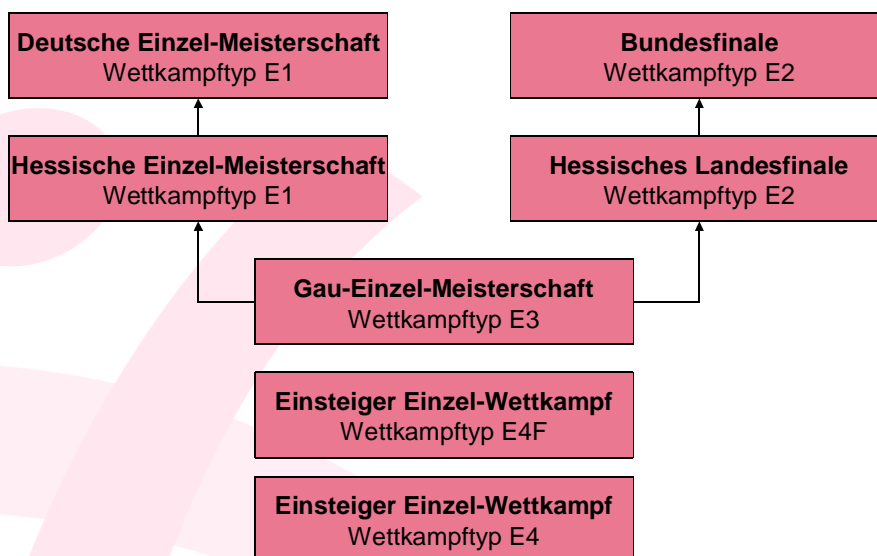 Deutsche Einzel-Meisterschaft
Wettkampftyp E1
Bundesfinale
Wettkampftyp E2
Hessische Einzel-Meisterschaft
Wettkampftyp E1
Hessisches Landesfinale
Wettkampftyp E2
Gau-Einzel-Meisterschaft
Wettkampftyp E3
Einsteiger Einzel-Wettkampf
Wettkampftyp E4F
Einsteiger Einzel-Wettkampf
Wettkampftyp E4